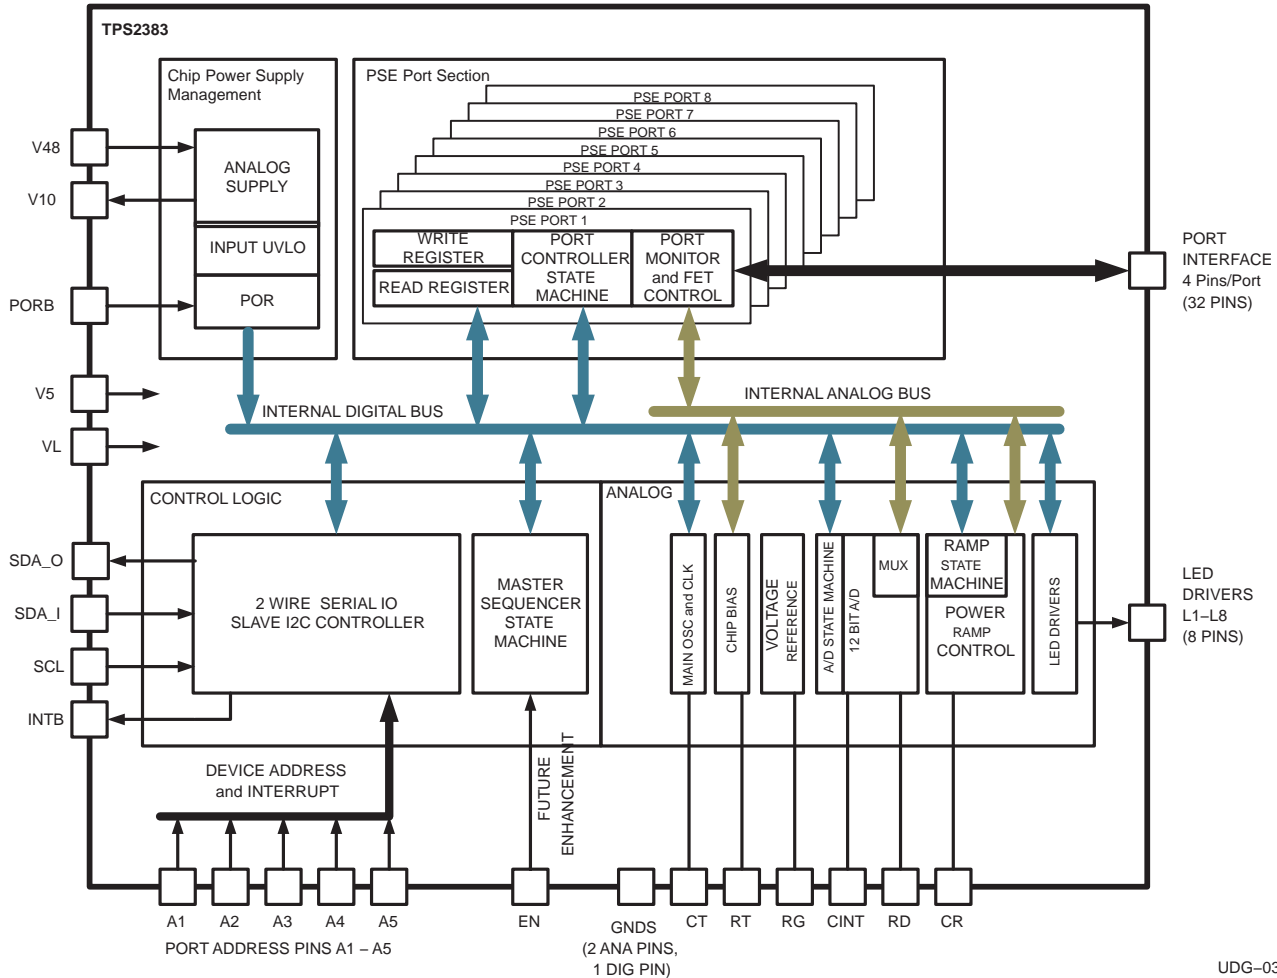 TPS2383
Chip Power Supply
Management
PSE Port Section
PSE PORT 8
PSE PORT 7
PSE PORT 6
PSE PORT 5
PSE PORT 4
PSE PORT 3
PSE PORT 2
PSE PORT 1
V48
V10
PORB
V5
VL
SDA_O
SDA_I
SCL
INTB
ANALOG
SUPPLY
INPUT UVLO
POR
WRITE
REGISTER
READ REGISTER
PORT
CONTROLLER
STATE
MACHINE
PORT
MONITOR
and FET
CONTROL
PORT
INTERFACE
4 Pins/Port
(32 PINS)
INTERNAL DIGITAL BUS
INTERNAL ANALOG BUS
CONTROL LOGIC
ANALOG
2 WIRE SERIAL IO
SLAVE I2C CONTROLLER
MASTER
SEQUENCER
STATE
MACHINE
MAIN OSC and CLK
CHIP BIAS
VOLTAGE
REFERENCE
A/D STATE MACHINE
12 BIT A/D
MUX
RAMP
STATE
MACHINE
POWER
RAMP
CONTROL
LED DRIVERS
LED
DRIVERS
L1–L8
(8 PINS)
DEVICE ADDRESS
and INTERRUPT
FUTURE
ENHANCEMENT
A1
A2
A3
A4
A5
EN
GNDS
(2 ANA PINS,
1 DIG PIN)
CT
RT
RG
CINT
RD
CR
PORT ADDRESS PINS A1 – A5
UDG–03